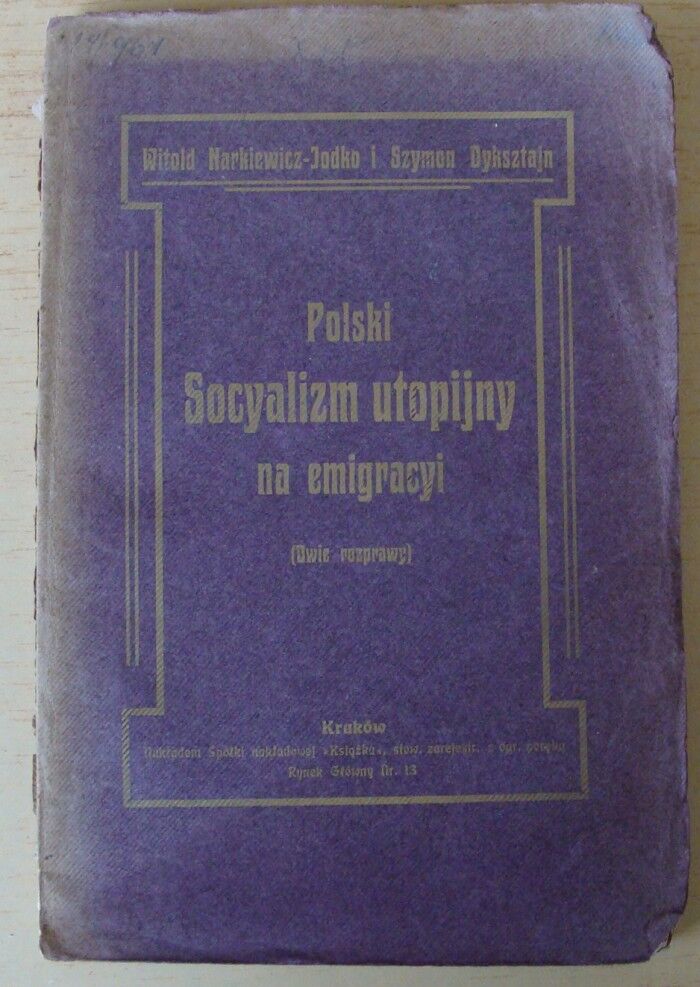 Witold Narkiewicz-Jodko i Szymon Dyksztajn
Polski
Socyalizm utopijny
na emigracyi
(Dwie rozprawy)
Kraków
Nakładem Spółki nakładowej »Książka«, stow. zarejestr. z ogr. poręką
Rynek Główny Nr. 13